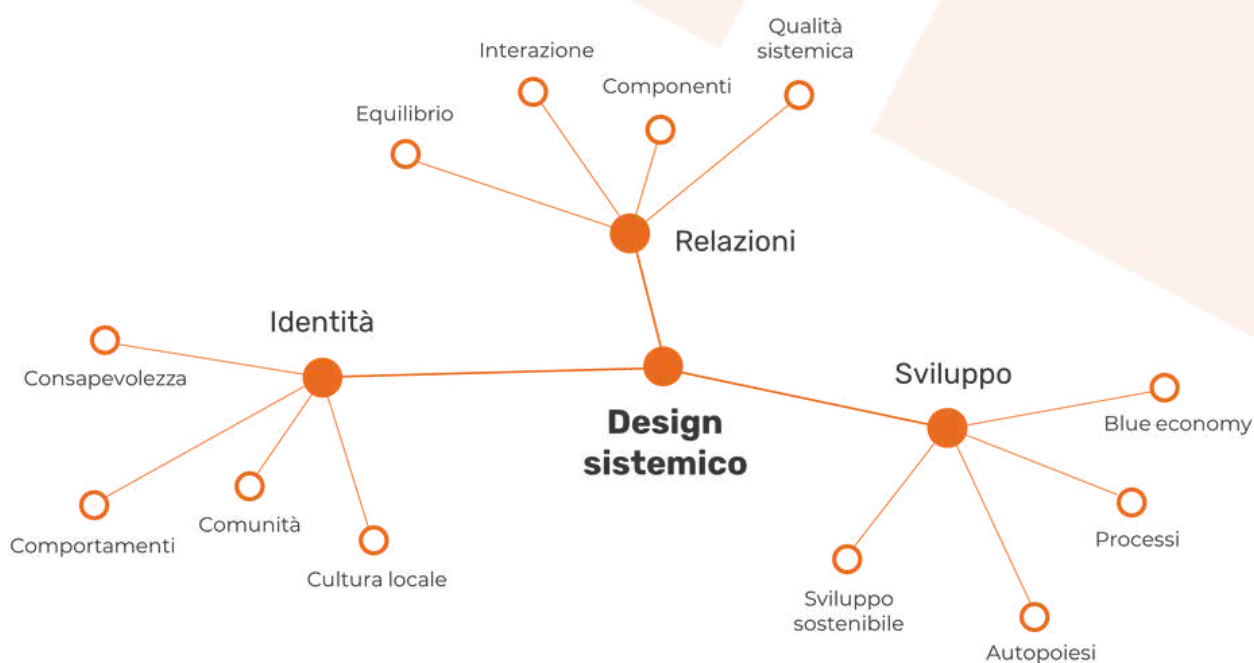 Qualità
sistemica
Interazione
Componenti
Equilibrio
Relazioni
Identità
Consapevolezza
Sviluppo
Blue economy
Design
sistemico
Comportamenti
Comunità
Cultura locale
Processi
Sviluppo
sostenibile
Autopoiesi